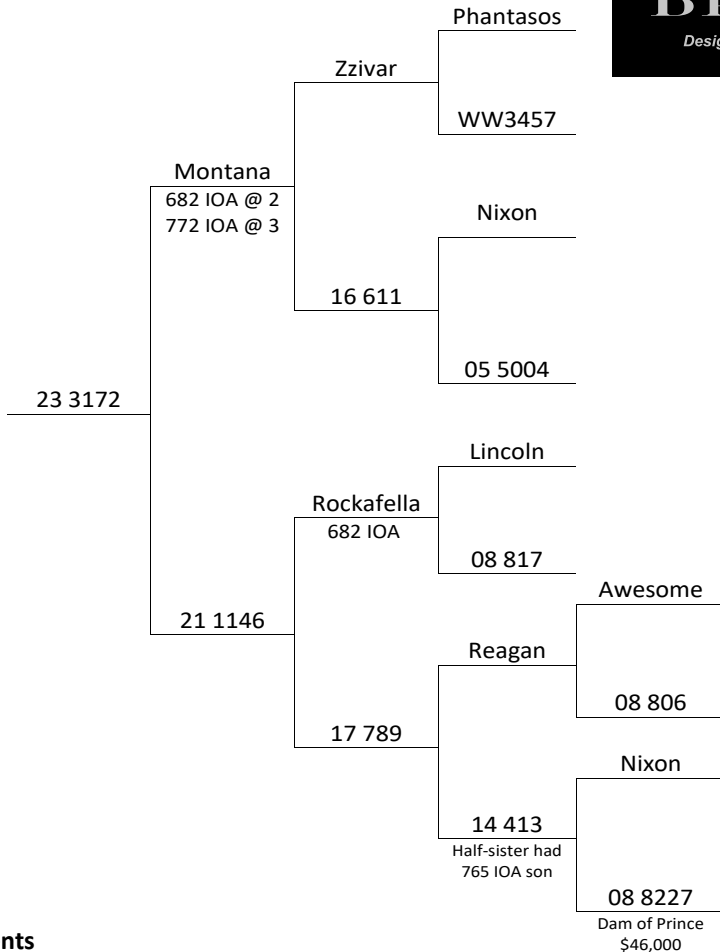 Phantasos
Zzivar
WW3457
Montana
682 IOA @ 2
772 IOA @ 3
Nixon
16 611
05 5004
23 3172
Lincoln
Rockafella
682 IOA
08 817
Awesome
21 1146
Reagan
08 806
17 789
Nixon
14 413
Half-sister had
765 IOA son
08 8227
Dam of Prince
$46,000